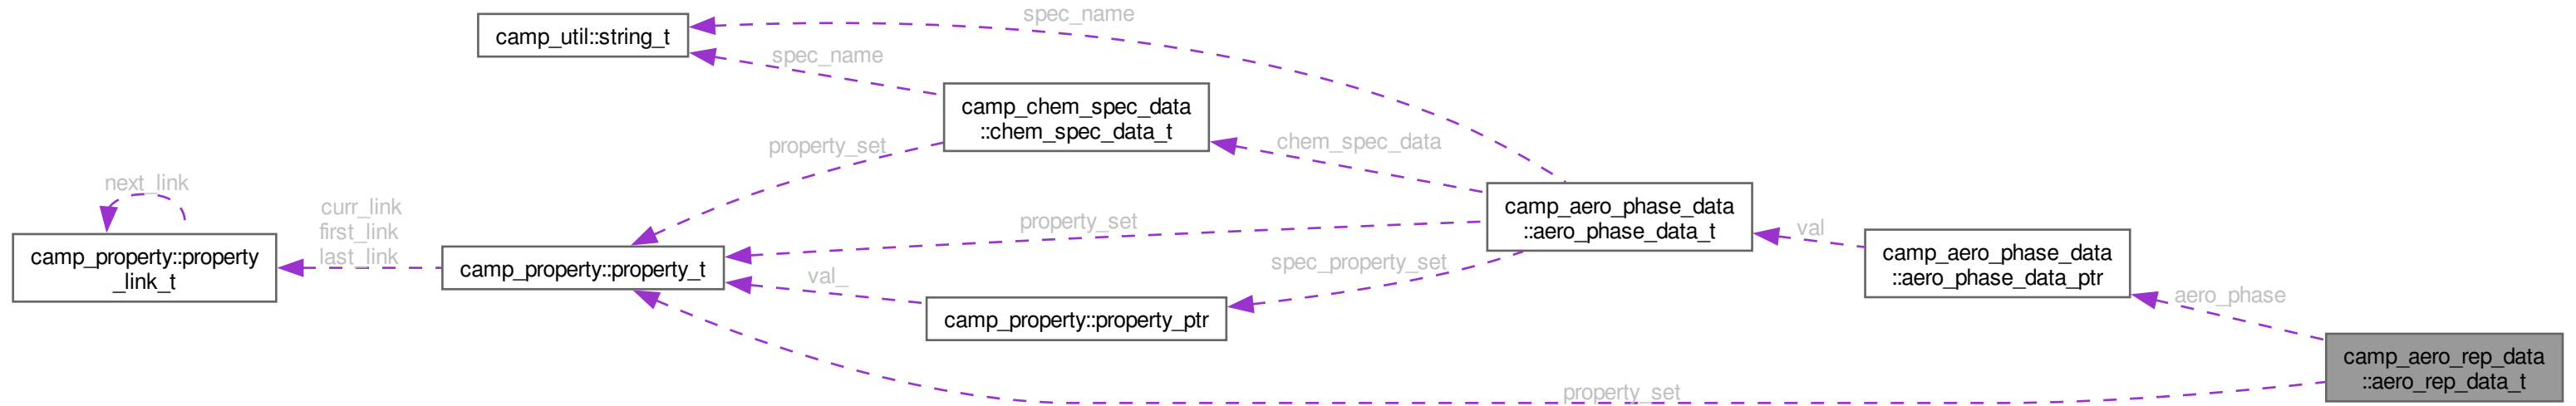 spec_name
camp_util::string_t
spec_name
camp_chem_spec_data
::chem_spec_data_t
property_set
chem_spec_data
next_link
curr_link
first_link
last_link
camp_property::property
_link_t
camp_property::property_t
property_set
val_
spec_property_set
camp_property::property_ptr
camp_aero_phase_data
::aero_phase_data_t
val
camp_aero_phase_data
::aero_phase_data_ptr
aero_phase
camp_aero_rep_data
::aero_rep_data_t
property_set